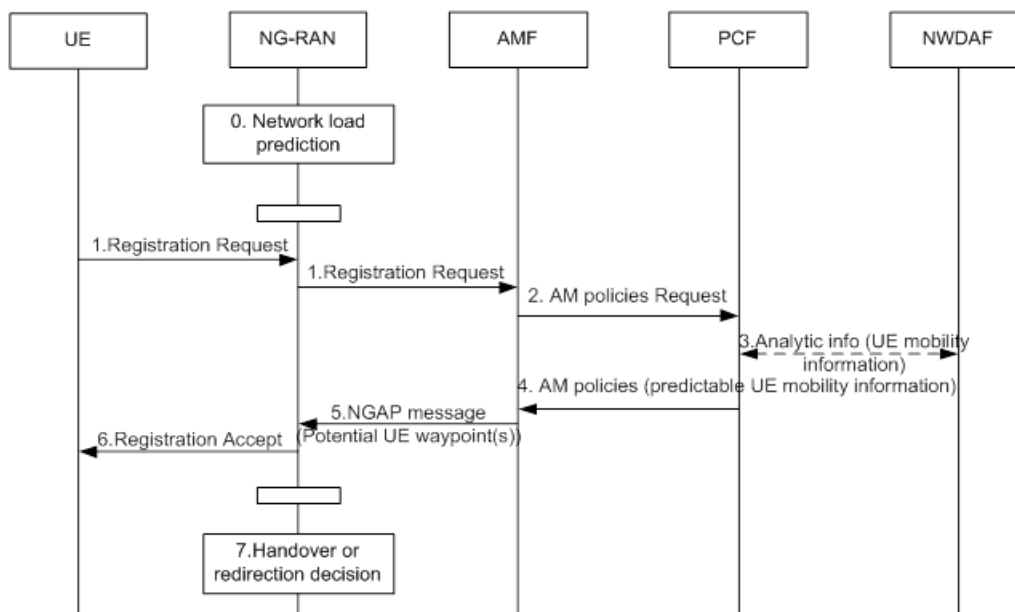 UE
NG-RAN
AMF
PCF
NWDAF
0. Network load
prediction
1.Registration Request
1.Registration Request
2. AM policies Request
3.Analytic info (UE mobility
information)
4. AM policies (predictable UE mobility information)
5.NGAP message
(Potential UE waypoint(s))
6.Registration Accept
7.Handover or
redirection decision